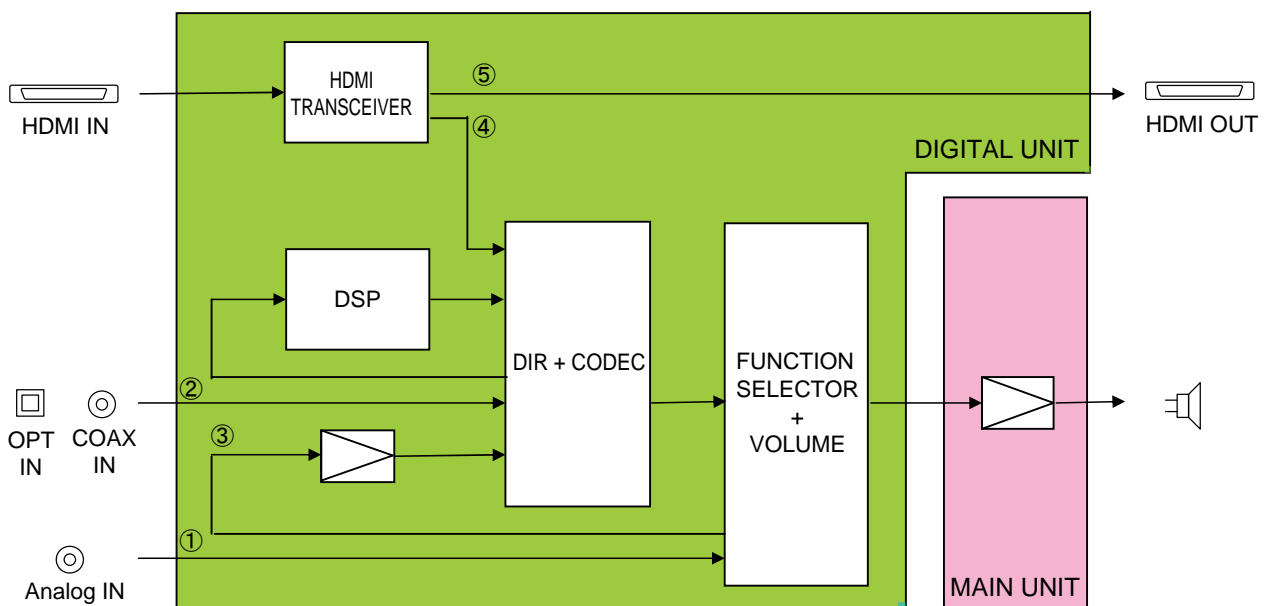 HDMI
TRANSCEIVER
⑤
④
HDMI IN
HDMI OUT
DIGITAL UNIT
DSP
DIR + CODEC
FUNCTION
SELECTOR
+
VOLUME
②
OPT
IN
COAX
IN
③
①
Analog IN
MAIN UNIT